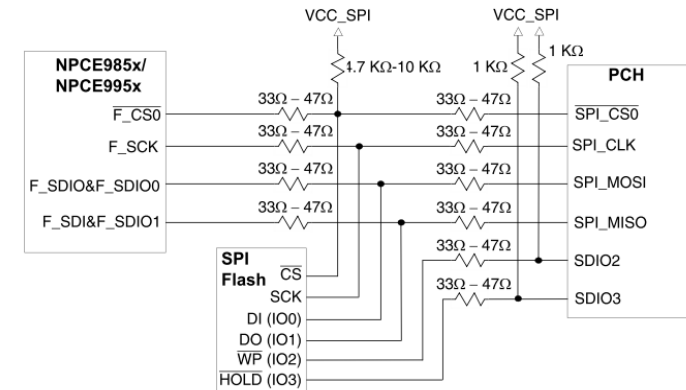 VCC_SPI VCC_SPI
4.7 KΩ-10 KΩ 1 KΩ 1 KΩ
NPCE985x/
NPCE995x
PCH
F_CS0 33Ω – 47Ω 33Ω – 47Ω SPI_CS0
F_SCK 33Ω – 47Ω 33Ω – 47Ω SPI_CLK
F_SDIO&F_SDIO0 33Ω – 47Ω 33Ω – 47Ω SPI_MOSI
F_SDI&F_SDIO1 33Ω – 47Ω 33Ω – 47Ω SPI_MISO
33Ω – 47Ω SDIO2
33Ω – 47Ω SDIO3
SPI
Flash
CS
SCK
DI (IO0)
DO (IO1)
WP (IO2)
HOLD (IO3)